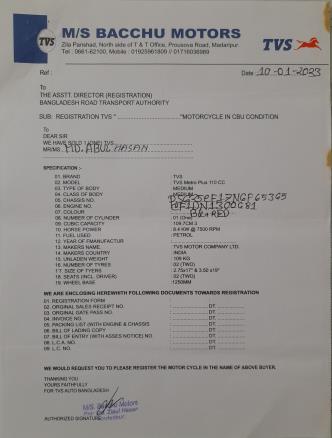 TVS
M/S BACCHU MOTORS
Zila Parishad, North side of T & T Office, Prousova Road, Madaripur.
Tel : 0661-62100, Mobile : 01925961809 // 01716036989
TVS
Ref :
Date : 10-01-2023
To
THE ASSTT. DIRECTOR (REGISTRATION)
BANGLADESH ROAD TRANSPORT AUTHORITY
SUB: REGISTRATION TVS " "MOTORCYCLE IN CBU CONDITION
To
DEAR SIR
WE HAVE SOLD 1 (ONE) TVS
MR/MS. MD. ABUL HASAN
SPECIFICATION :-
01. BRAND : TVS
02. MODEL : TVS Metro Plus 110 CC
03. TYPE OF BODY : MEDIUM
04. CLASS OF BODY : MEDIUM
05. CHASSIS NO.
06. ENGINE NO.
07. COLOUR : RED
08. NUMBER OF CYLINDER : 01 (One)
09. CUBIC CAPACITY : 109.7CM 3
10. HORSE POWER : 8.4 KW @ 7500 RPM
11. FUEL USED : PETROL
12. YEAR OF FMANUFACTUR
13. MAKERS NAME : TVS MOTOR COMPANY LTD.
14. MAKERS COUNTRY : INDIA
15. UNLADEN WEIGHT : 109 KG
16. NUMBER OF TYRES : 02 (TWO)
17. SIZE OF TYERS : 2.75x17" & 3.50 x18"
18. SEATS (INCL. DRIVER) : 02 (TWO)
19. WHEEL BASE : 1250MM
WE ARE ENCLOSING HEREWITH FOLLOWING DOCUMENTS TOWARDS REGISTRATION
01. REGISTRATION FORM
02. ORIGINAL SALES RECEIPT NO. : DT.
03. ORIGINAL GATE PASS NO. : DT.
04. INVOICE NO. : DT.
05. PACKING LIST (WITH ENGINE & CHASSIS : DT.
06. BILL OF LADING COPY : DT.
07. BILL OF ENTRY (WITH ASSES NOTICE) NO. : DT.
08. L.C.A. NO. : DT.
09. L.C. NO. : DT.
WE WOULD REQUEST YOU TO PLEASE REGISTER THE MOTOR CYCLE IN THE NAME OF ABOVE BUYER.
THANKING YOU
YOURS FAITHFULLY
FOR TVS AUTO BANGLADESH
M/S. Bacchu Motors
AUTHORIZED SIGNATURE